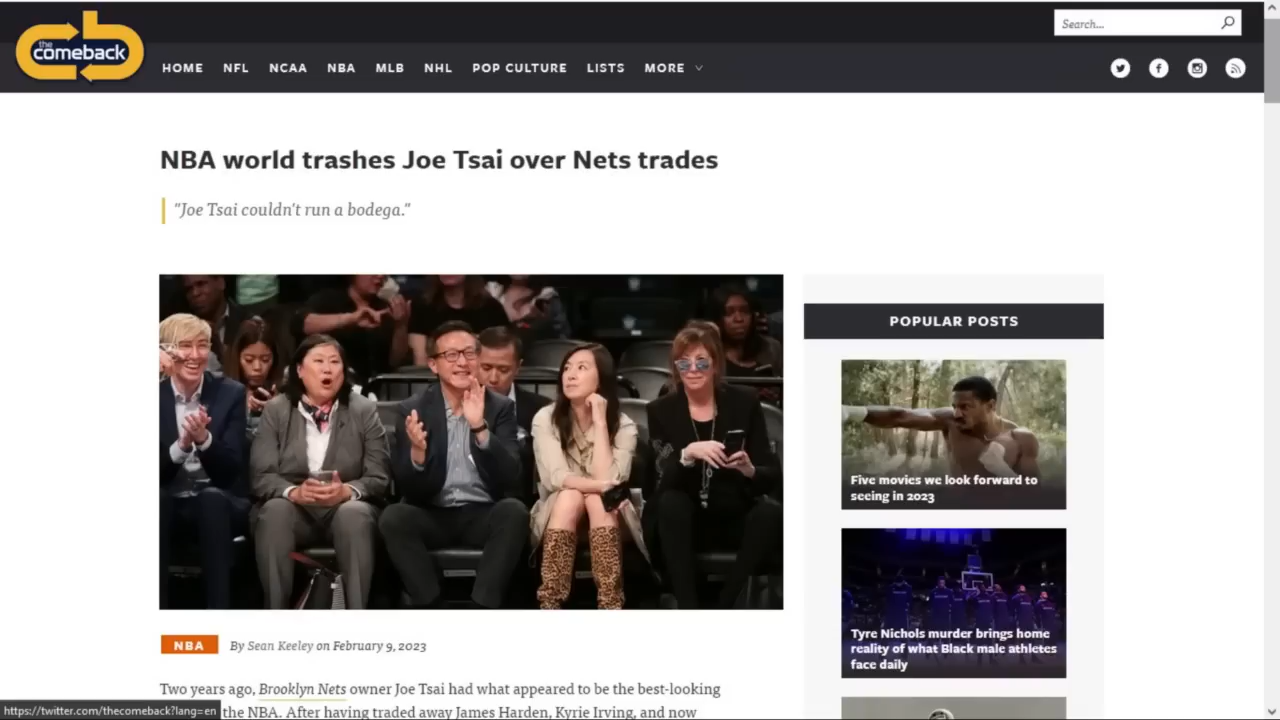 the
comeback
Search...
HOME NFL NCAA NBA MLB NHL POP CULTURE LISTS MORE
NBA world trashes Joe Tsai over Nets trades
"Joe Tsai couldn't run a bodega."
POPULAR POSTS
Five movies we look forward to
seeing in 2023
Tyre Nichols murder brings home
reality of what Black male athletes
face daily
NBA By Sean Keeley on February 9, 2023
Two years ago, Brooklyn Nets owner Joe Tsai had what appeared to be the best-looking
the NBA. After having traded away James Harden, Kyrie Irving, and now
https://twitter.com/thecomeback?lang=en